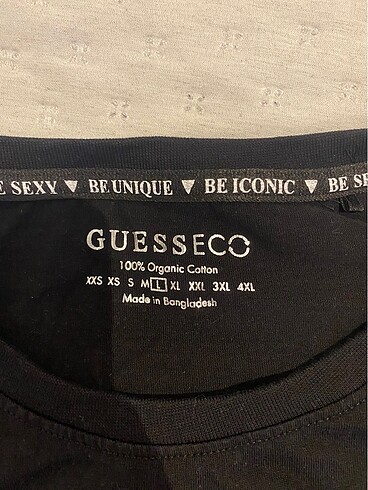 E SEXY ▼ BE UNIQUE ▼ BE ICONIC ▼ BE SE
GUESSECO
100% Organic Cotton
XXS XS S M L XL XXL 3XL 4XL
Made in Bangladesh